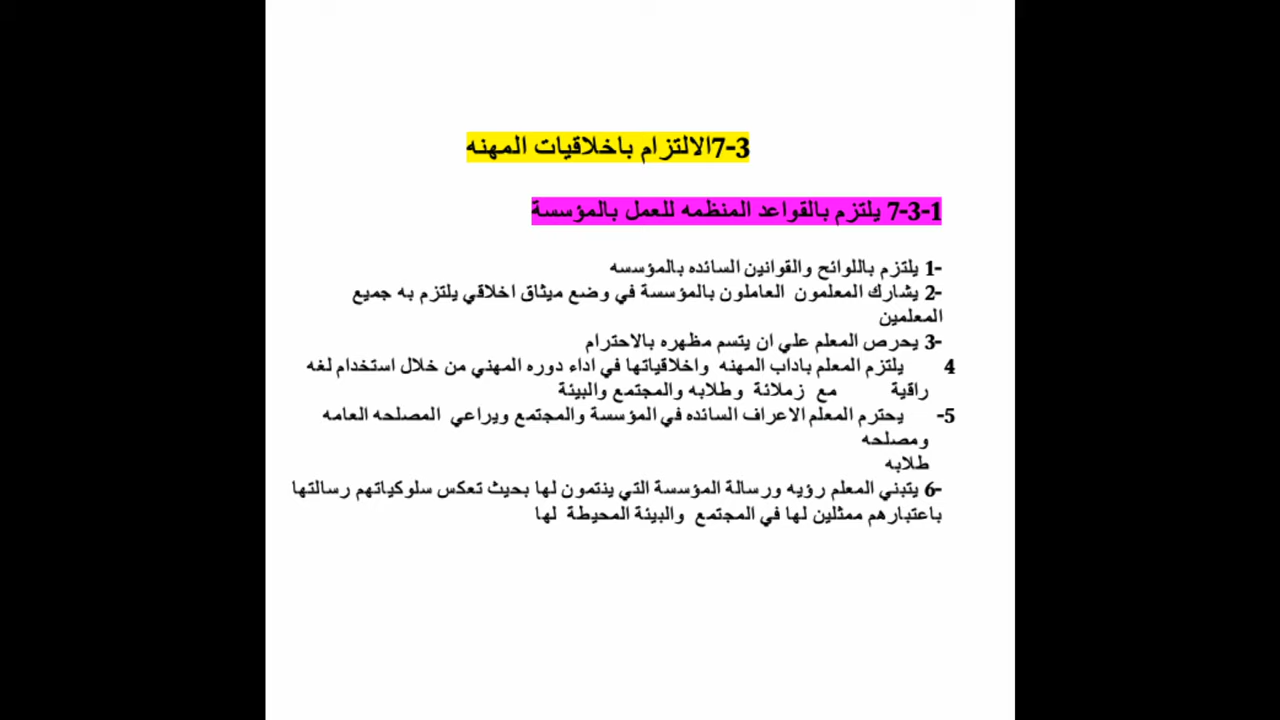 7-3الالتزام باخلاقيات المهنه
7-3-1 يلتزم بالقواعد المنظمه للعمل بالمؤسسة
1- يلتزم باللوائح والقوانين السائده بالمؤسسه
2- يشارك المعلمون العاملون بالمؤسسة في وضع ميثاق اخلاقي يلتزم به جميع
المعلمين
3- يحرص المعلم علي ان يتسم مظهره بالاحترام
4 يلتزم المعلم باداب المهنه واخلاقياتها في اداء دوره المهني من خلال استخدام لغه
راقية مع زملائة وطلابه والمجتمع والبيئة
5- يحترم المعلم الاعراف السائده في المؤسسة والمجتمع ويراعي المصلحه العامه
ومصلحه
طلابه
6- يتبني المعلم رؤيه ورسالة المؤسسة التي ينتمون لها بحيث تعكس سلوكياتهم رسالتها
باعتبارهم ممثلين لها في المجتمع والبيئة المحيطة لها